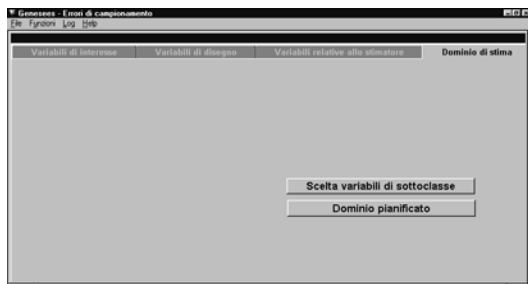 Genesees - Errori di campionamento
File Funzioni Log Help
Variabili di interesse Variabili di disegno Variabili relative allo stimatore Dominio di stima
Scelta variabili di sottoclasse
Dominio pianificato